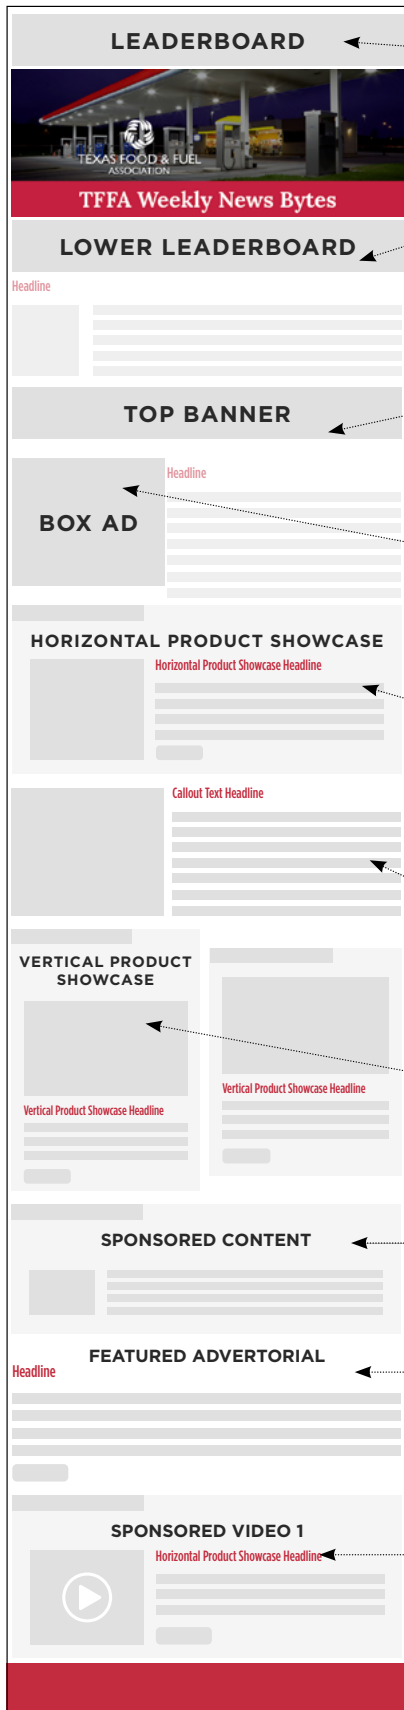 LEADERBOARD
TEXAS FOOD & FUEL
ASSOCIATION
TFFA Weekly News Bytes
LOWER LEADERBOARD
Headline
TOP BANNER
BOX AD
Headline
HORIZONTAL PRODUCT SHOWCASE
Horizontal Product Showcase Headline
Callout Text Headline
VERTICAL PRODUCT
SHOWCASE
Vertical Product Showcase Headline
Vertical Product Showcase Headline
SPONSORED CONTENT
FEATURED ADVERTORIAL
Headline
SPONSORED VIDEO 1
Horizontal Product Showcase Headline